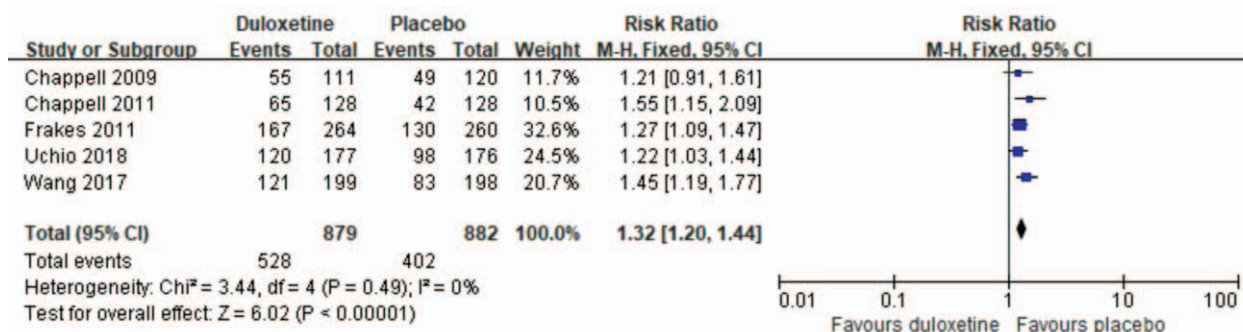 Duloxetine Placebo Risk Ratio Risk Ratio
Study or Subgroup Events Total Events Total Weight M-H, Fixed, 95% CI M-H, Fixed, 95% CI
Chappell 2009 55 111 49 120 11.7% 1.21 [0.91, 1.61]
Chappell 2011 65 128 42 128 10.5% 1.55 [1.15, 2.09]
Frakes 2011 167 264 130 260 32.6% 1.27 [1.09, 1.47]
Uchio 2018 120 177 98 176 24.5% 1.22 [1.03, 1.44]
Wang 2017 121 199 83 198 20.7% 1.45 [1.19, 1.77]
Total (95% CI) 879 882 100.0% 1.32 [1.20, 1.44]
Total events 528 402
Heterogeneity: Chi² = 3.44, df = 4 (P = 0.49); I² = 0%
Test for overall effect: Z = 6.02 (P < 0.00001)
0.01 0.1 1 10 100
Favours duloxetine Favours placebo